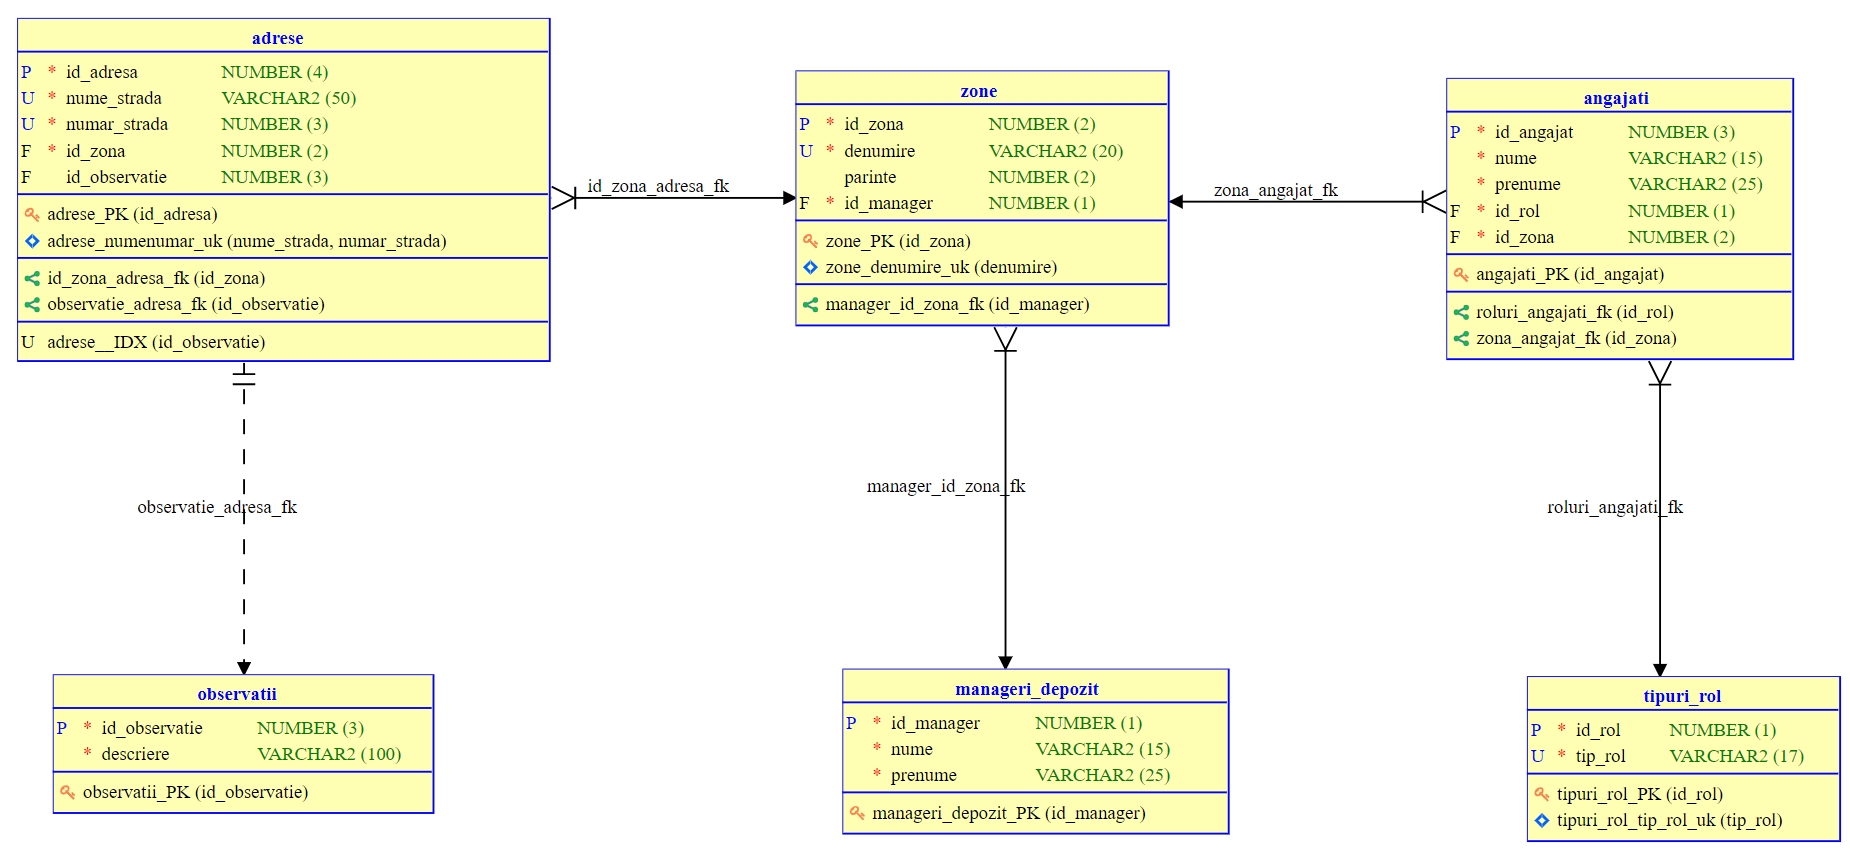 adrese
P * id_adresa NUMBER (4)
U * nume_strada VARCHAR2 (50)
U * numar_strada NUMBER (3)
F * id_zona NUMBER (2)
F id_observatie NUMBER (3)
adrese_PK (id_adresa)
adrese_numenumar_uk (nume_strada, numar_strada)
id_zona_adresa_fk (id_zona)
observatie_adresa_fk (id_observatie)
U adrese__IDX (id_observatie)
id_zona_adresa_fk
zone
P * id_zona NUMBER (2)
U * denumire VARCHAR2 (20)
parinte NUMBER (2)
F * id_manager NUMBER (1)
zone_PK (id_zona)
zone_denumire_uk (denumire)
manager_id_zona_fk (id_manager)
zona_angajat_fk
angajati
P * id_angajat NUMBER (3)
* nume VARCHAR2 (15)
* prenume VARCHAR2 (25)
F * id_rol NUMBER (1)
F * id_zona NUMBER (2)
angajati_PK (id_angajat)
roluri_angajati_fk (id_rol)
zona_angajat_fk (id_zona)
observatie_adresa_fk
manager_id_zona_fk
roluri_angajati_fk
observatii
P * id_observatie NUMBER (3)
* descriere VARCHAR2 (100)
observatii_PK (id_observatie)
manageri_depozit
P * id_manager NUMBER (1)
* nume VARCHAR2 (15)
* prenume VARCHAR2 (25)
manageri_depozit_PK (id_manager)
tipuri_rol
P * id_rol NUMBER (1)
U * tip_rol VARCHAR2 (17)
tipuri_rol_PK (id_rol)
tipuri_rol_tip_rol_uk (tip_rol)